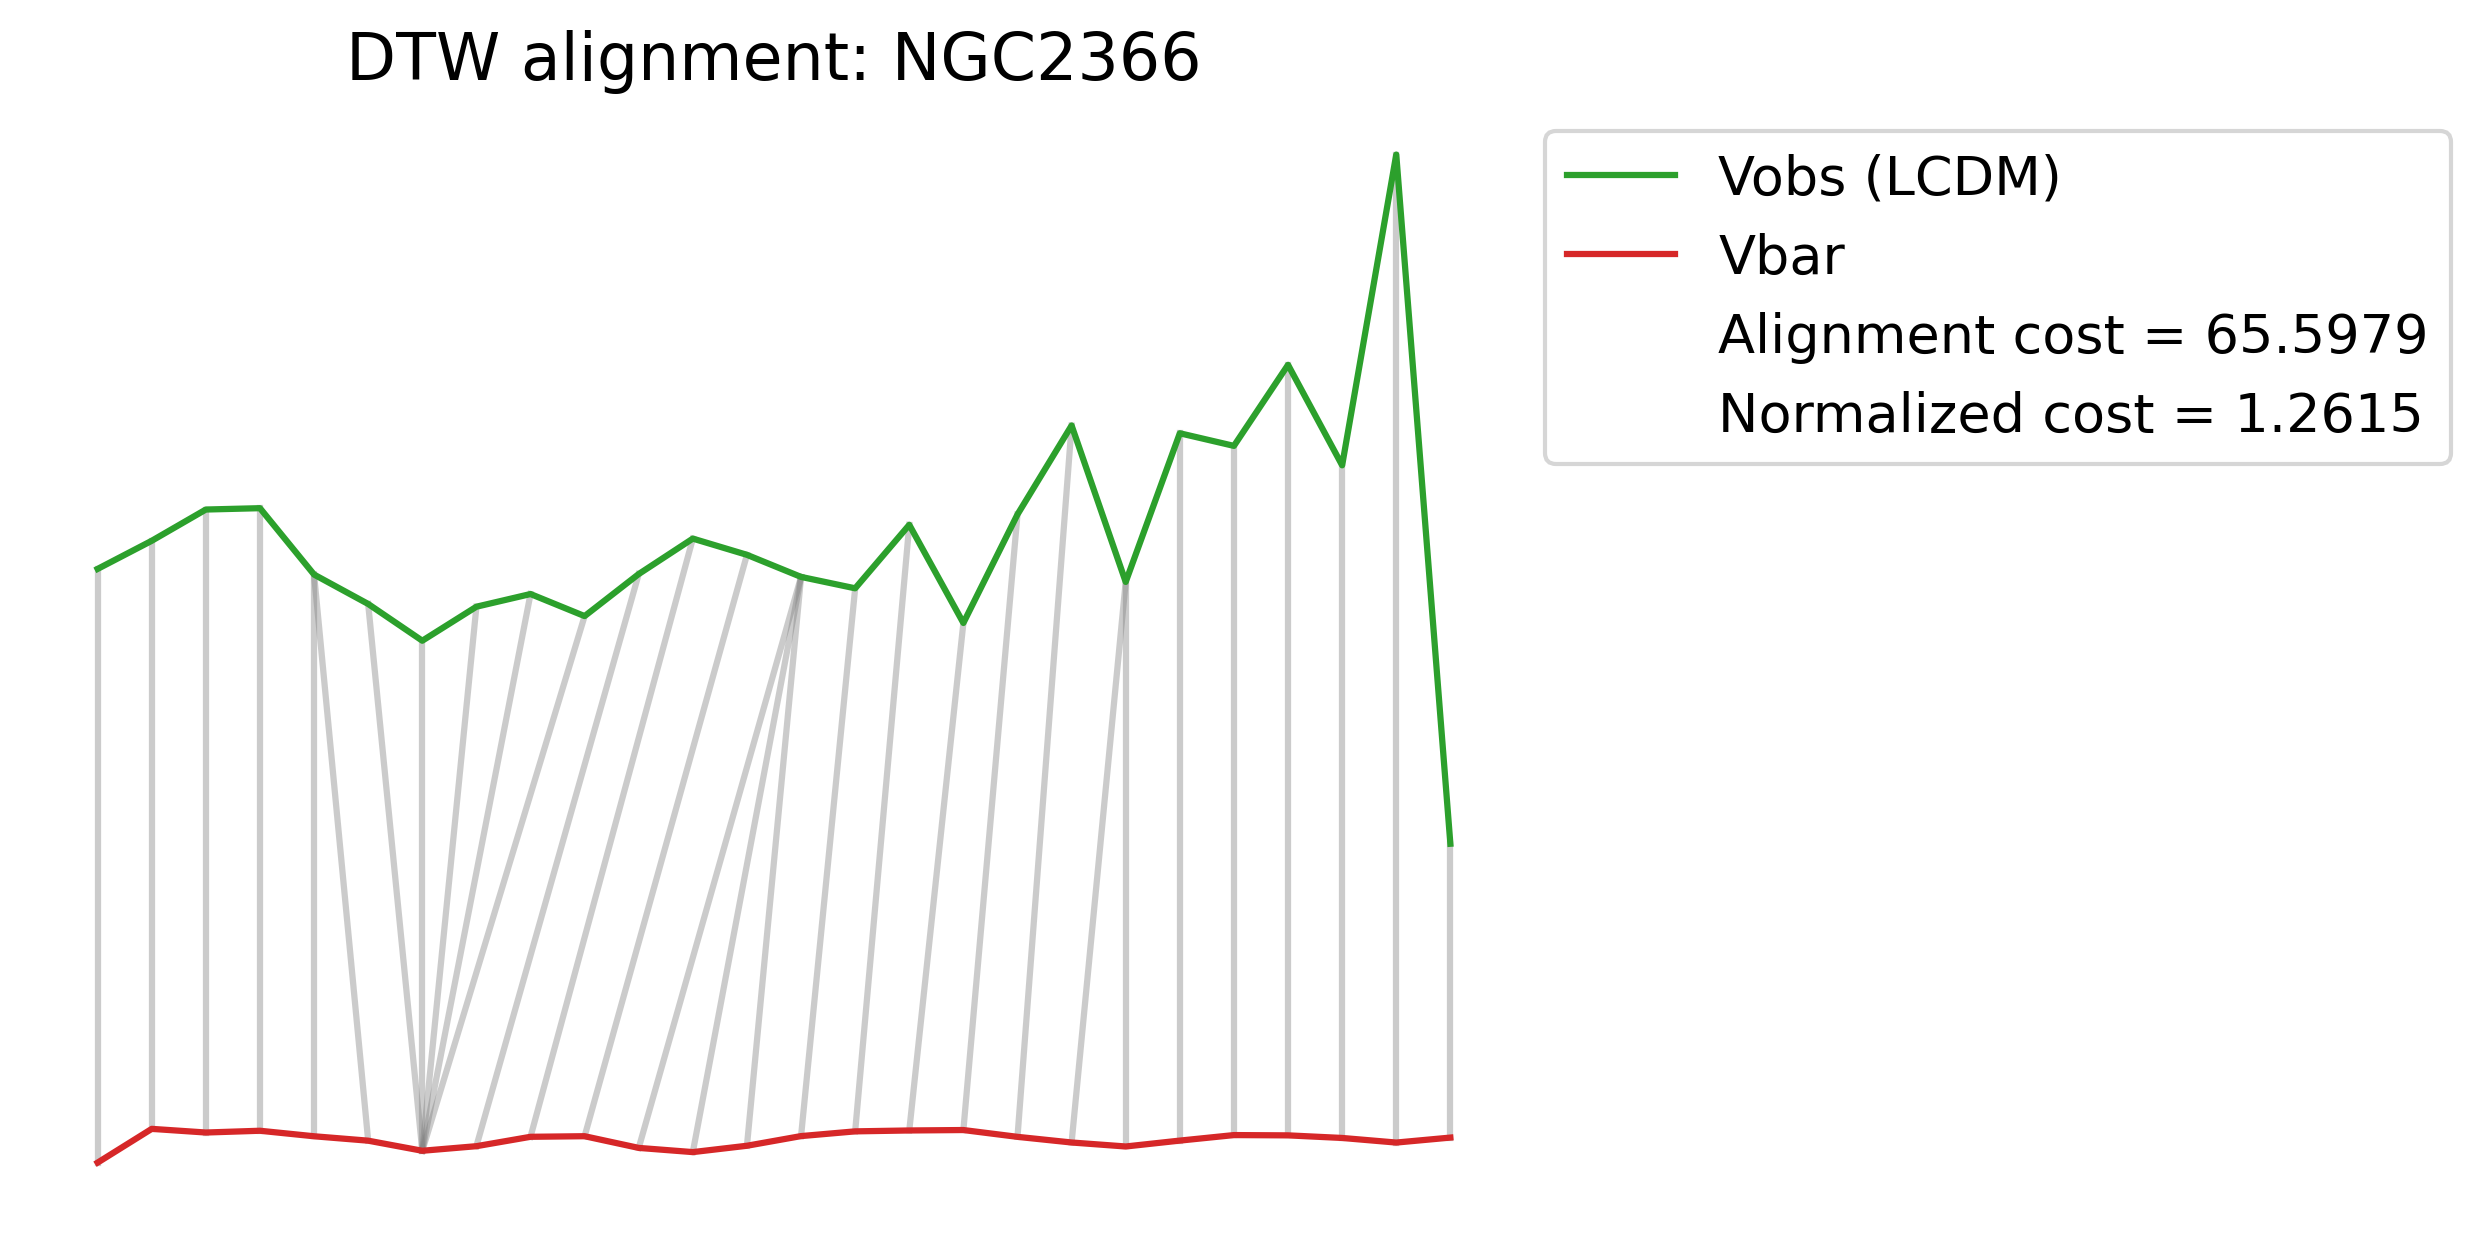 DTW alignment: NGC2366
Vobs (LCDM)
Vbar
Alignment cost = 65.5979
Normalized cost = 1.2615